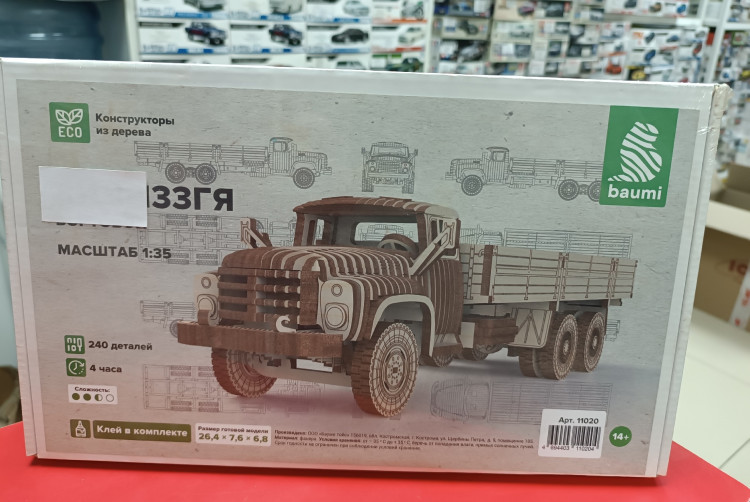 ECO
Конструкторы
из дерева
baumi
133ГЯ
МАСШТАБ 1:35
240 деталей
4 часа
Сложность:
Клей в комплекте
Размер готовой модели
26,4 × 7,6 × 6,8
Арт. 11020
14+